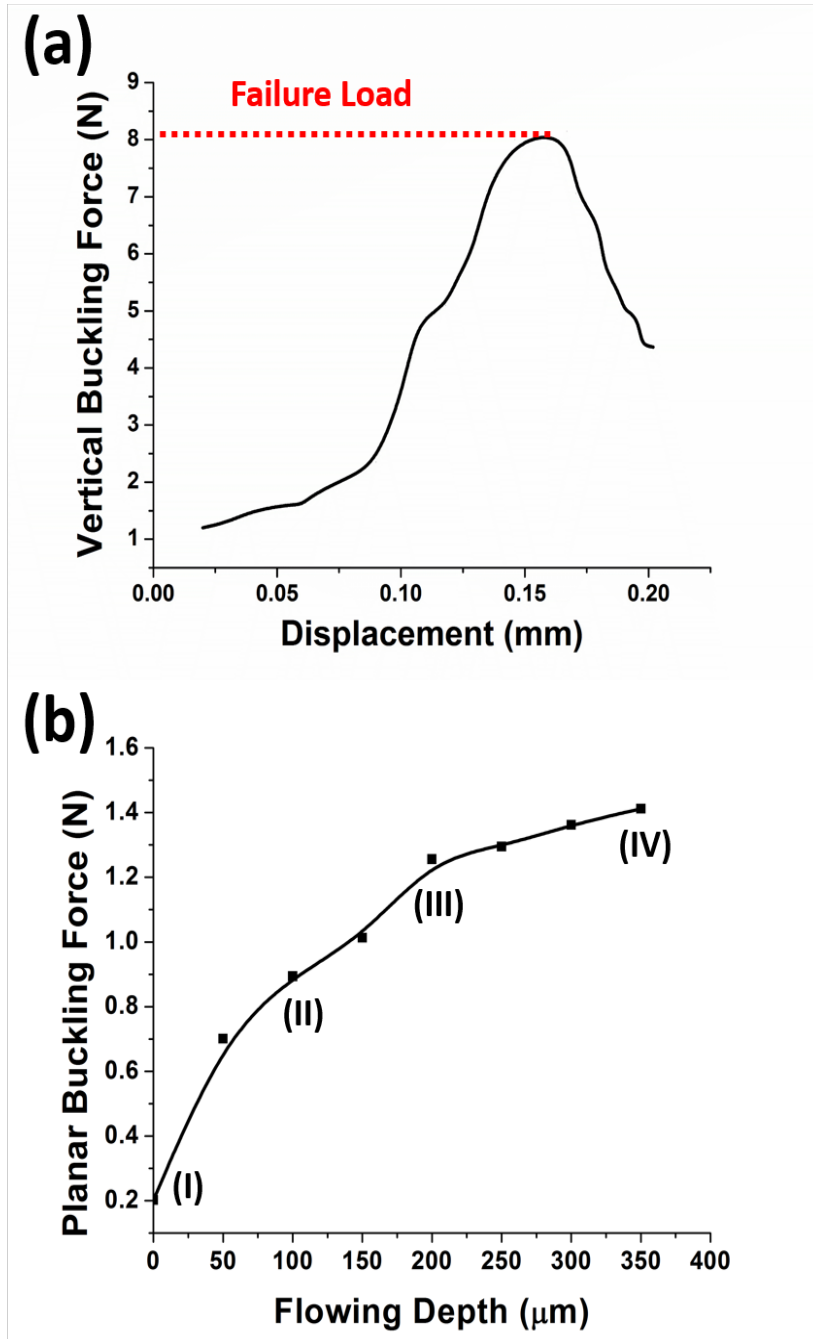 (a)
Failure Load
Vertical Buckling Force (N)
9
8
7
6
5
4
3
2
1
0.00 0.05 0.10 0.15 0.20
Displacement (mm)
(b)
Planar Buckling Force (N)
1.6
1.4
1.2
1.0
0.8
0.6
0.4
0.2
(IV)
(III)
(II)
(I)
0 50 100 150 200 250 300 350 400
Flowing Depth (μm)